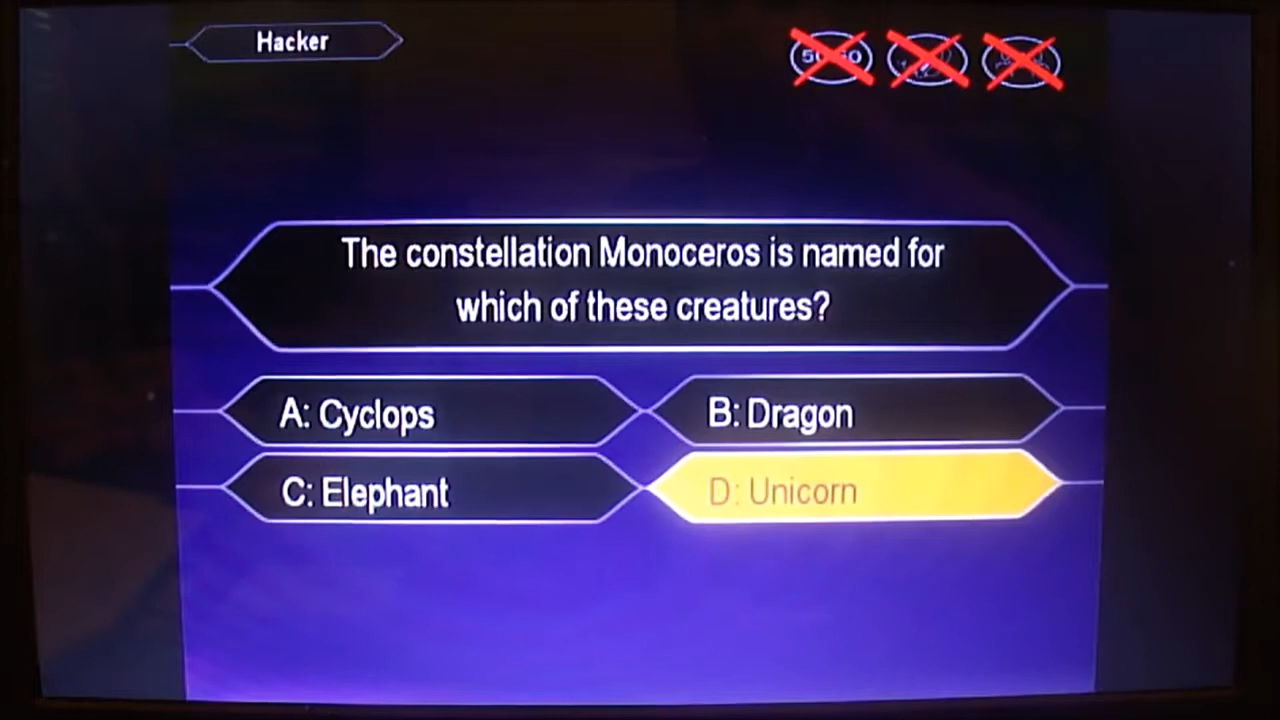 Hacker
The constellation Monoceros is named for
which of these creatures?
A: Cyclops
B: Dragon
C: Elephant
D: Unicorn